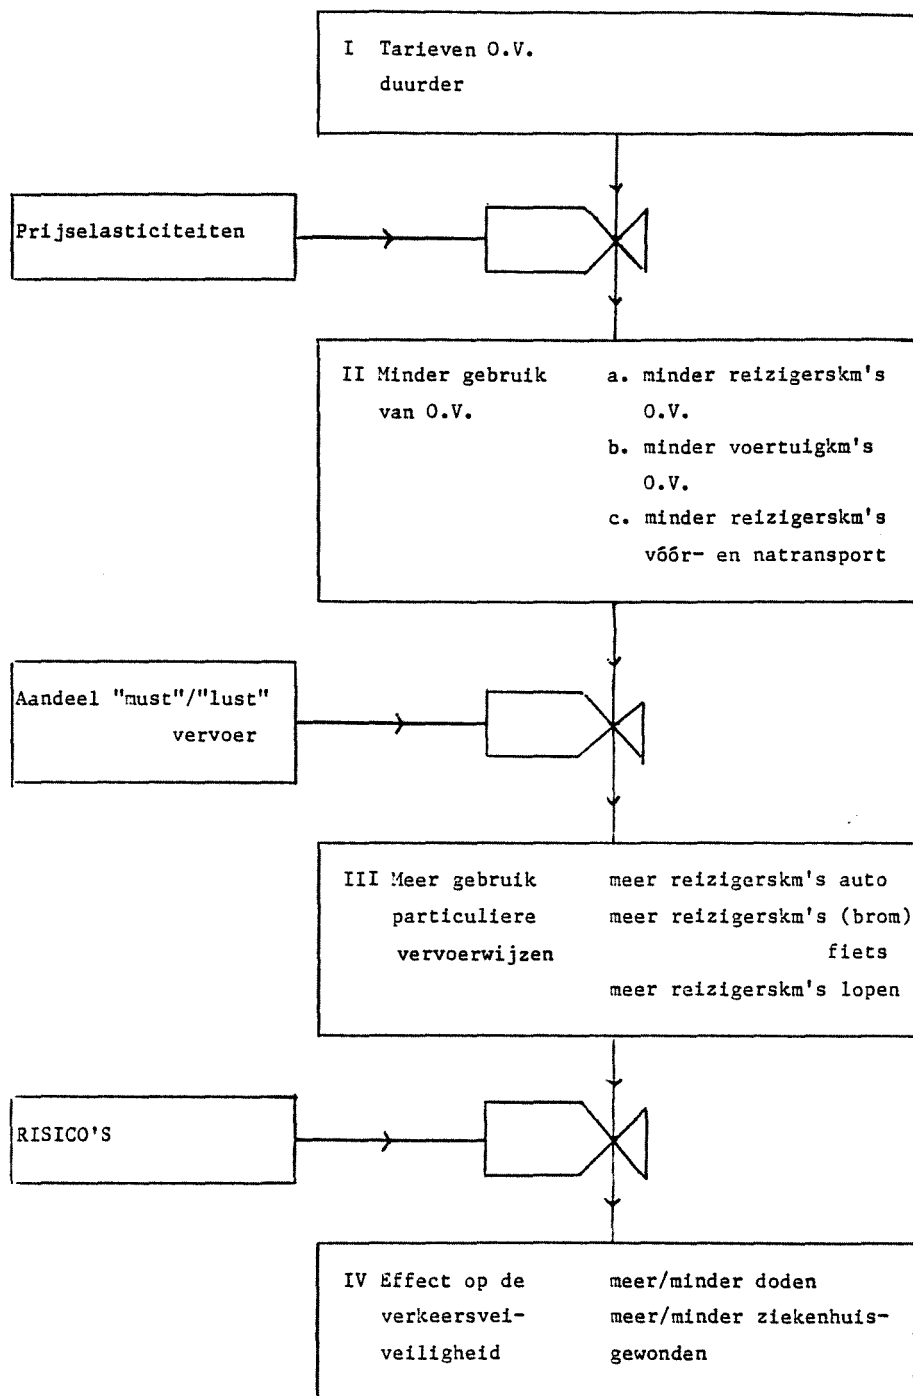 I Tarieven O.V.
duurder
Prijselasticiteiten
II Minder gebruik
van O.V.
a. minder reizigerskm's
O.V.
b. minder voertuigkm's
O.V.
c. minder reizigerskm's
vóór- en natransport
Aandeel "must"/"lust"
vervoer
III Meer gebruik
particuliere
vervoerwijzen
meer reizigerskm's auto
meer reizigerskm's (brom)
fiets
meer reizigerskm's lopen
RISICO'S
IV Effect op de
verkeersvei-
veiligheid
meer/minder doden
meer/minder ziekenhuis-
gewonden